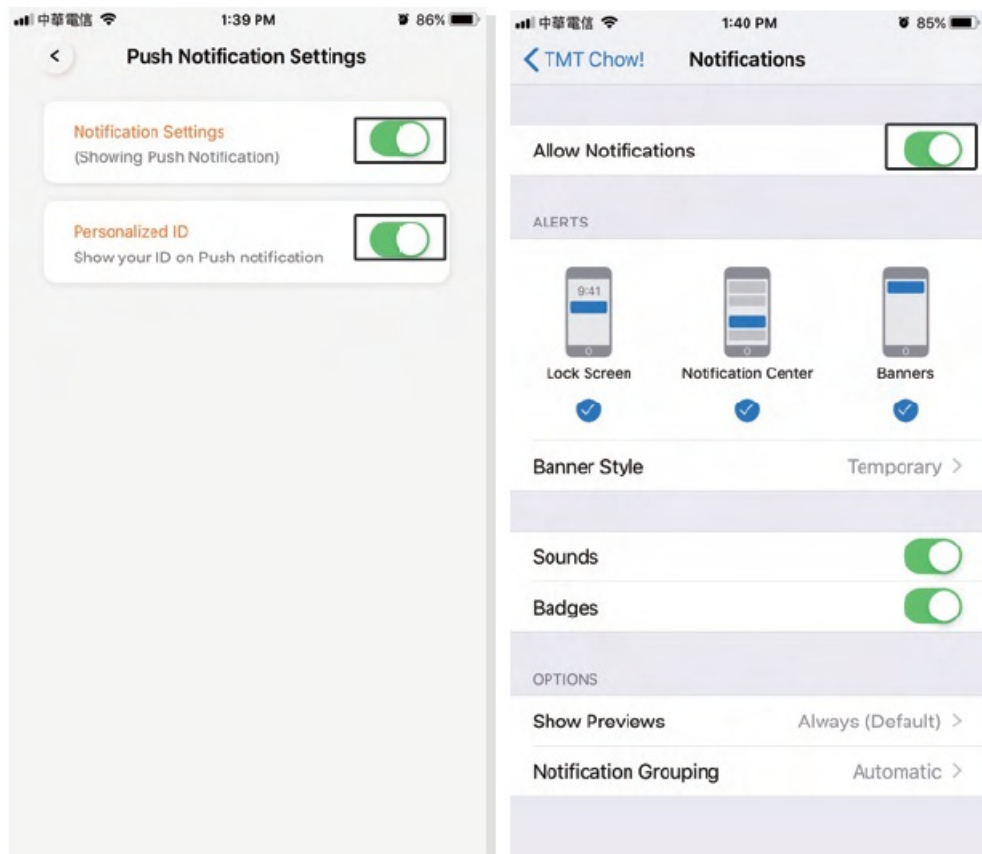 中華電信 1:39 PM 86%
Push Notification Settings
Notification Settings
(Showing Push Notification)
Personalized ID
Show your ID on Push notification
中華電信 1:40 PM 85%
TMT Chow! Notifications
Allow Notifications
ALERTS
9:41
Lock Screen Notification Center Banners
Banner Style Temporary
Sounds
Badges
OPTIONS
Show Previews Always (Default)
Notification Grouping Automatic